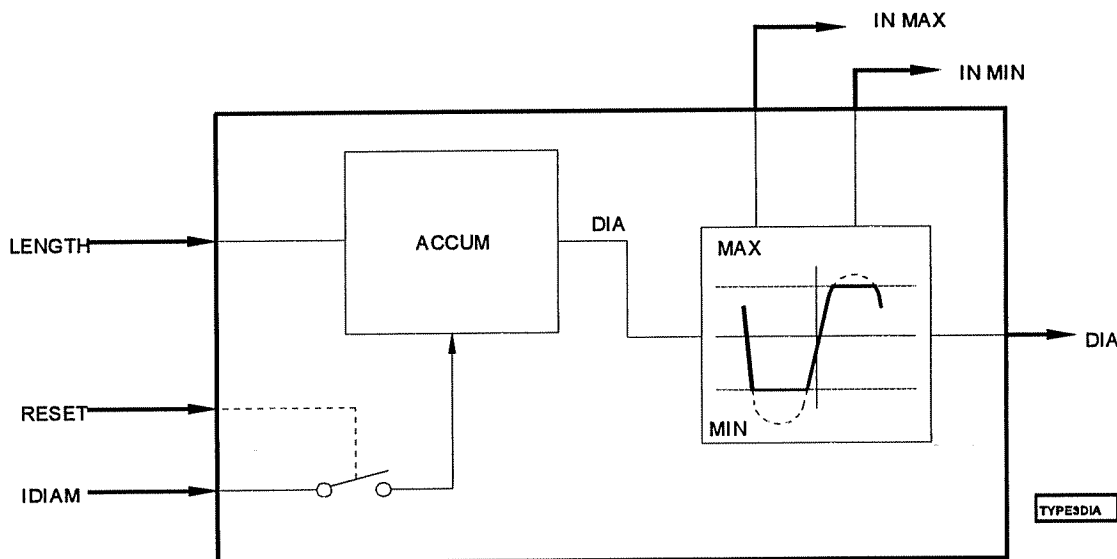 IN MAX
IN MIN
LENGTH
ACCUM
DIA
MAX
MIN
DIA
RESET
IDIAM
TYPE3DIA